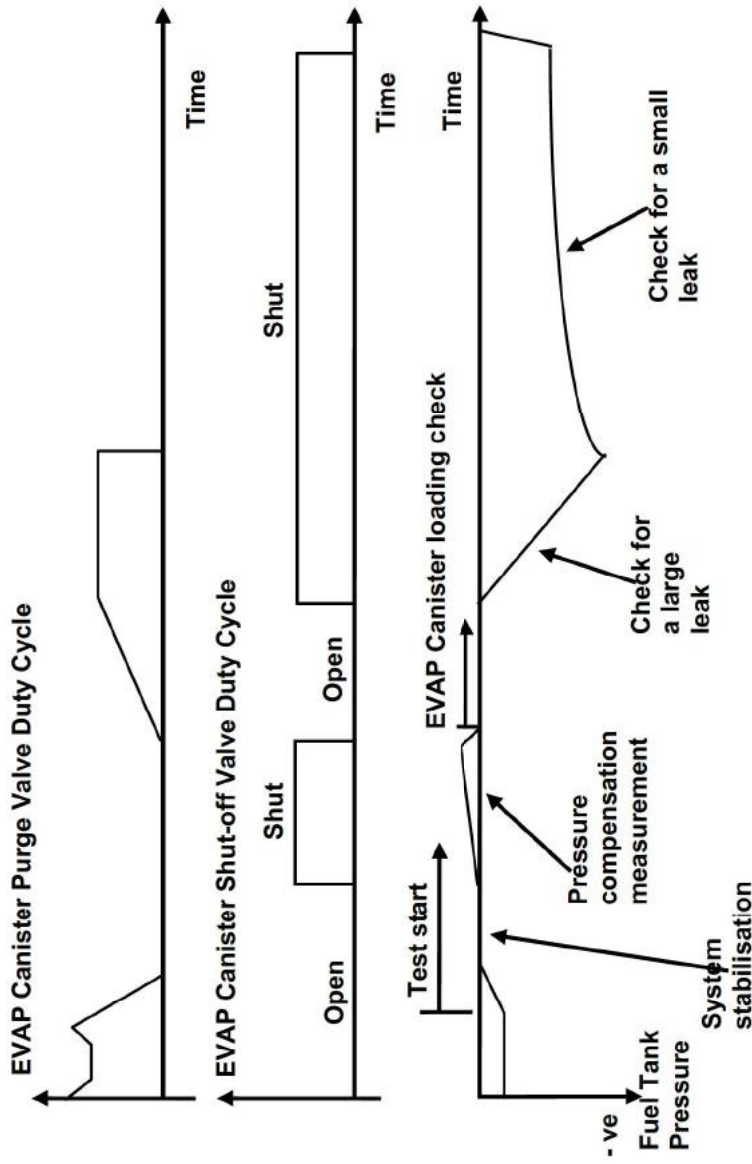 EVAP Canister Purge Valve Duty Cycle
Time
EVAP Canister Shut-off Valve Duty Cycle
Open
Shut
Open
Shut
Time
Test start
EVAP Canister loading check
Time
- ve
Fuel Tank
Pressure
System
stabilisation
Pressure
compensation
measurement
Check for
a large
leak
Check for a small
leak